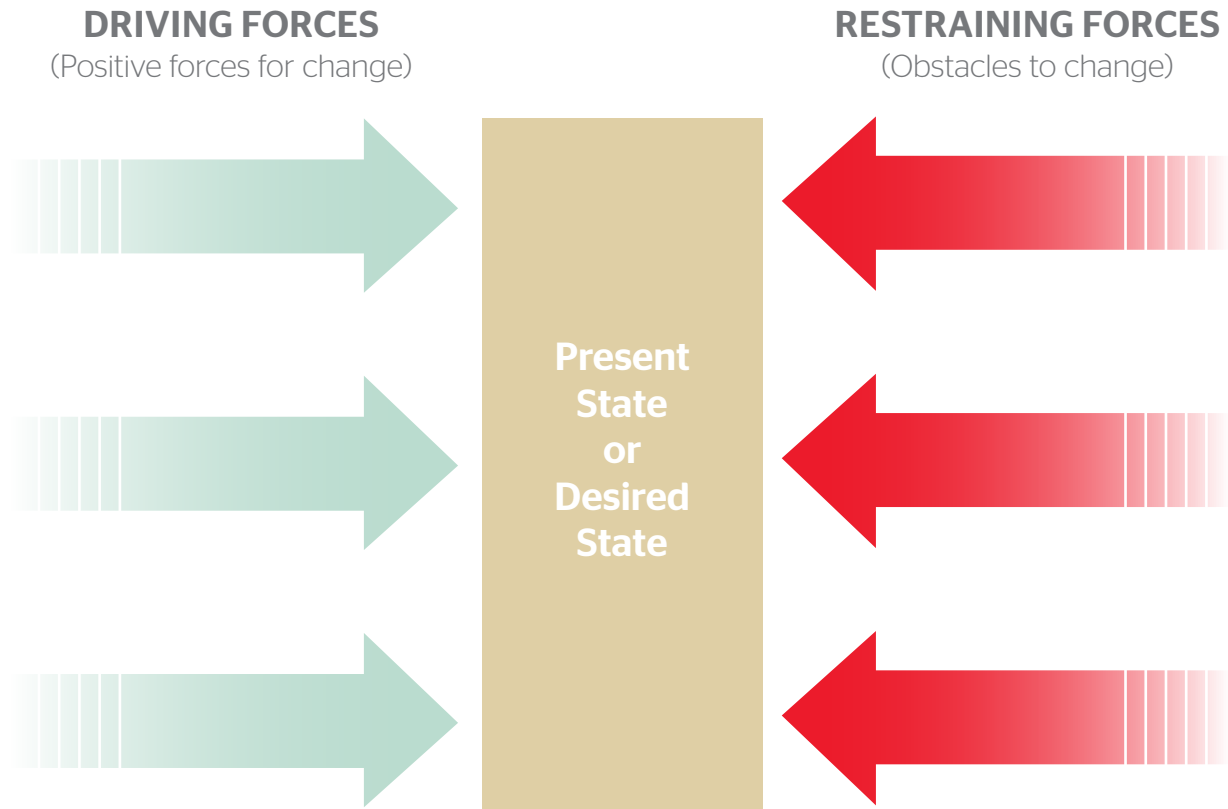 DRIVING FORCES
(Positive forces for change)
RESTRAINING FORCES
(Obstacles to change)
Present
State
or
Desired
State